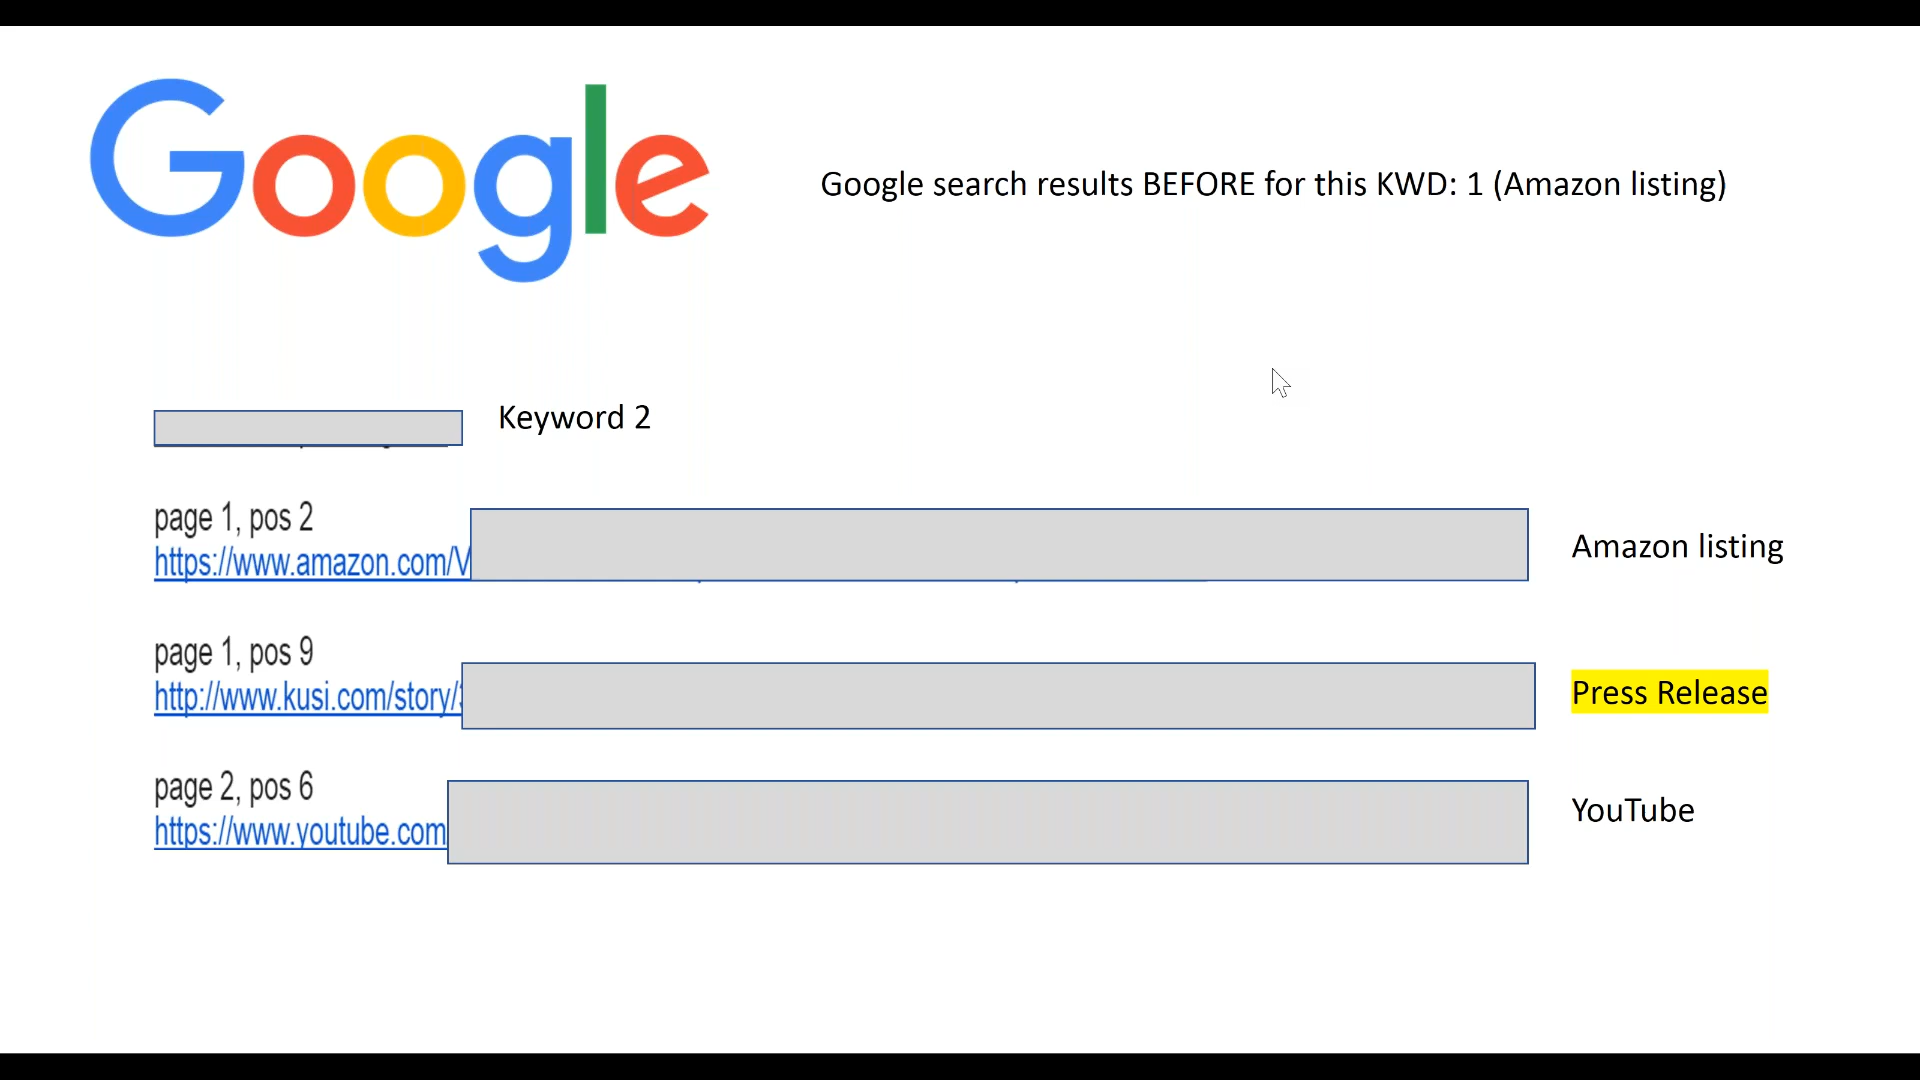 Google
Google search results BEFORE for this KWD: 1 (Amazon listing)
Keyword 2
page 1, pos 2
https://www.amazon.com/V
Amazon listing
page 1, pos 9
http://www.kusi.com/story/
Press Release
page 2, pos 6
https://www.youtube.com
YouTube